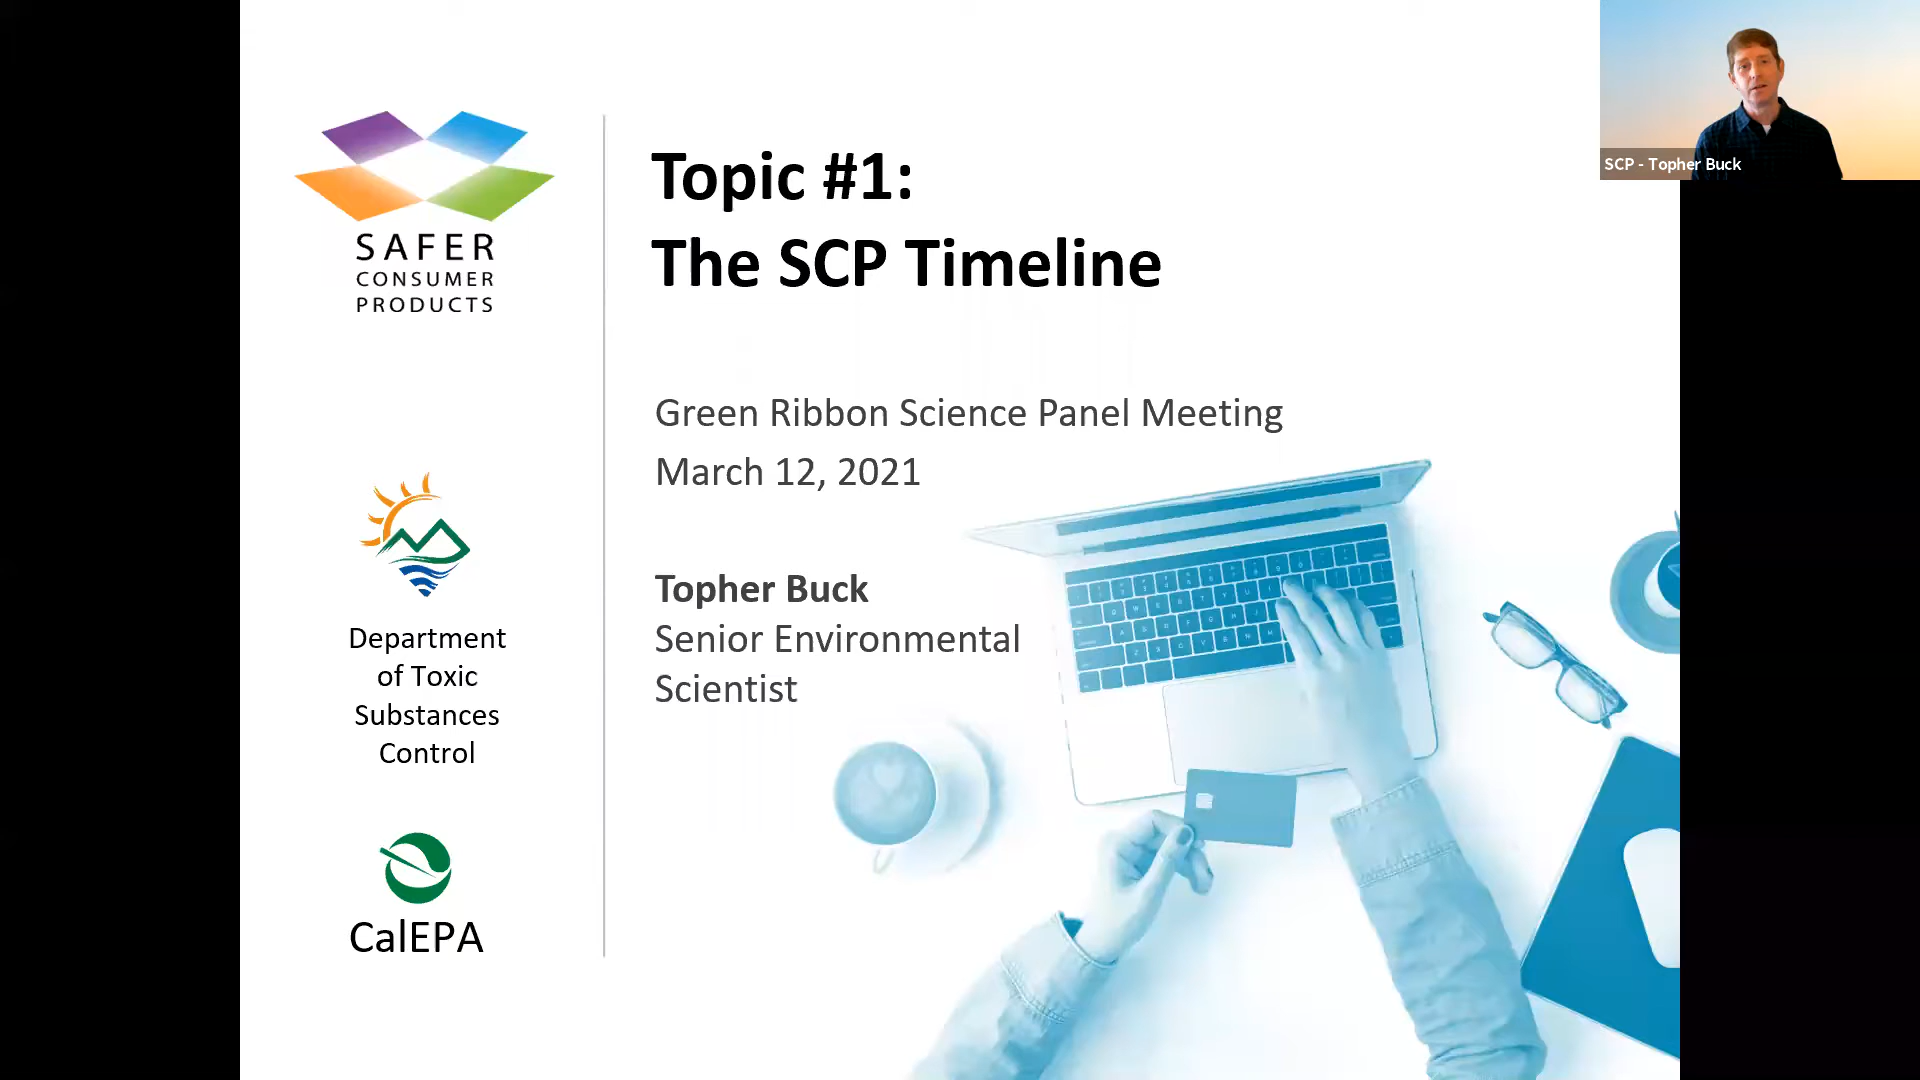 SAFER
CONSUMER
PRODUCTS
Department
of Toxic
Substances
Control
CalEPA
Topic #1:
The SCP Timeline
Green Ribbon Science Panel Meeting
March 12, 2021
Topher Buck
Senior Environmental
Scientist
SCP - Topher Buck